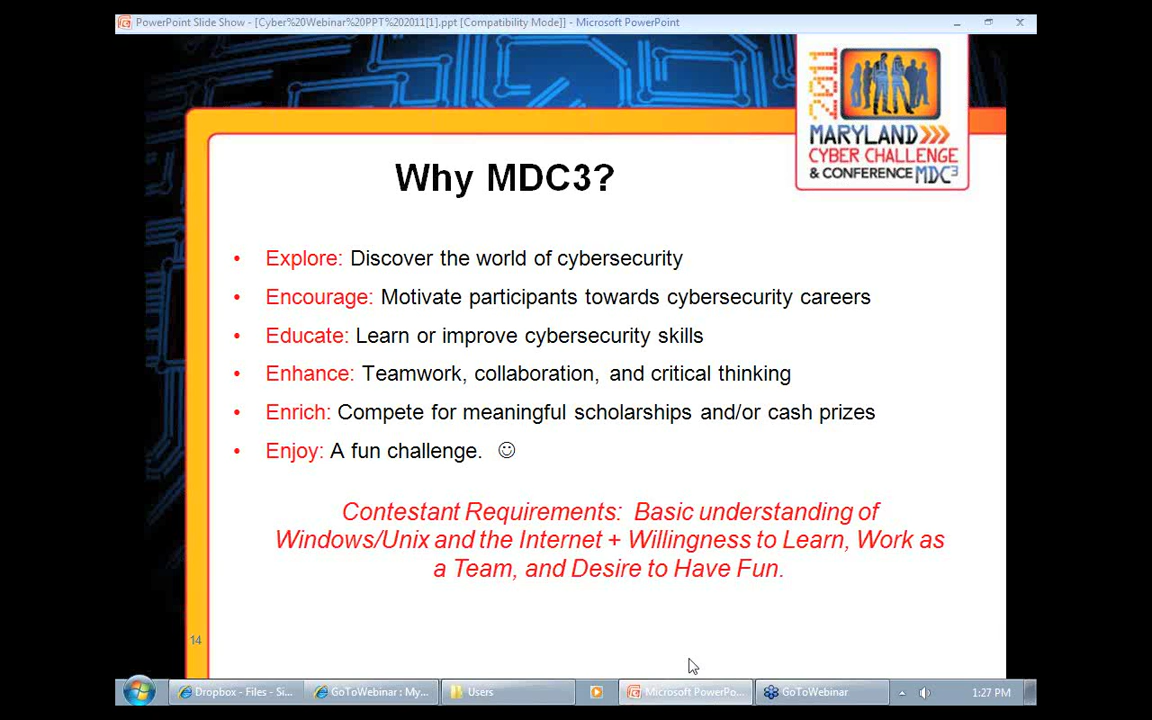 PowerPoint Slide Show - [Cyber%20Webinar%20PPT%202011[1].ppt [Compatibility Mode]] - Microsoft PowerPoint
2011
MARYLAND
CYBER CHALLENGE
& CONFERENCE MDC3
Why MDC3?
• Explore: Discover the world of cybersecurity
• Encourage: Motivate participants towards cybersecurity careers
• Educate: Learn or improve cybersecurity skills
• Enhance: Teamwork, collaboration, and critical thinking
• Enrich: Compete for meaningful scholarships and/or cash prizes
• Enjoy: A fun challenge. ☺
Contestant Requirements: Basic understanding of
Windows/Unix and the Internet + Willingness to Learn, Work as
a Team, and Desire to Have Fun.
14
Dropbox - Files - Si... GoToWebinar : My... Users Microsoft PowerPo... GoToWebinar 1:27 PM